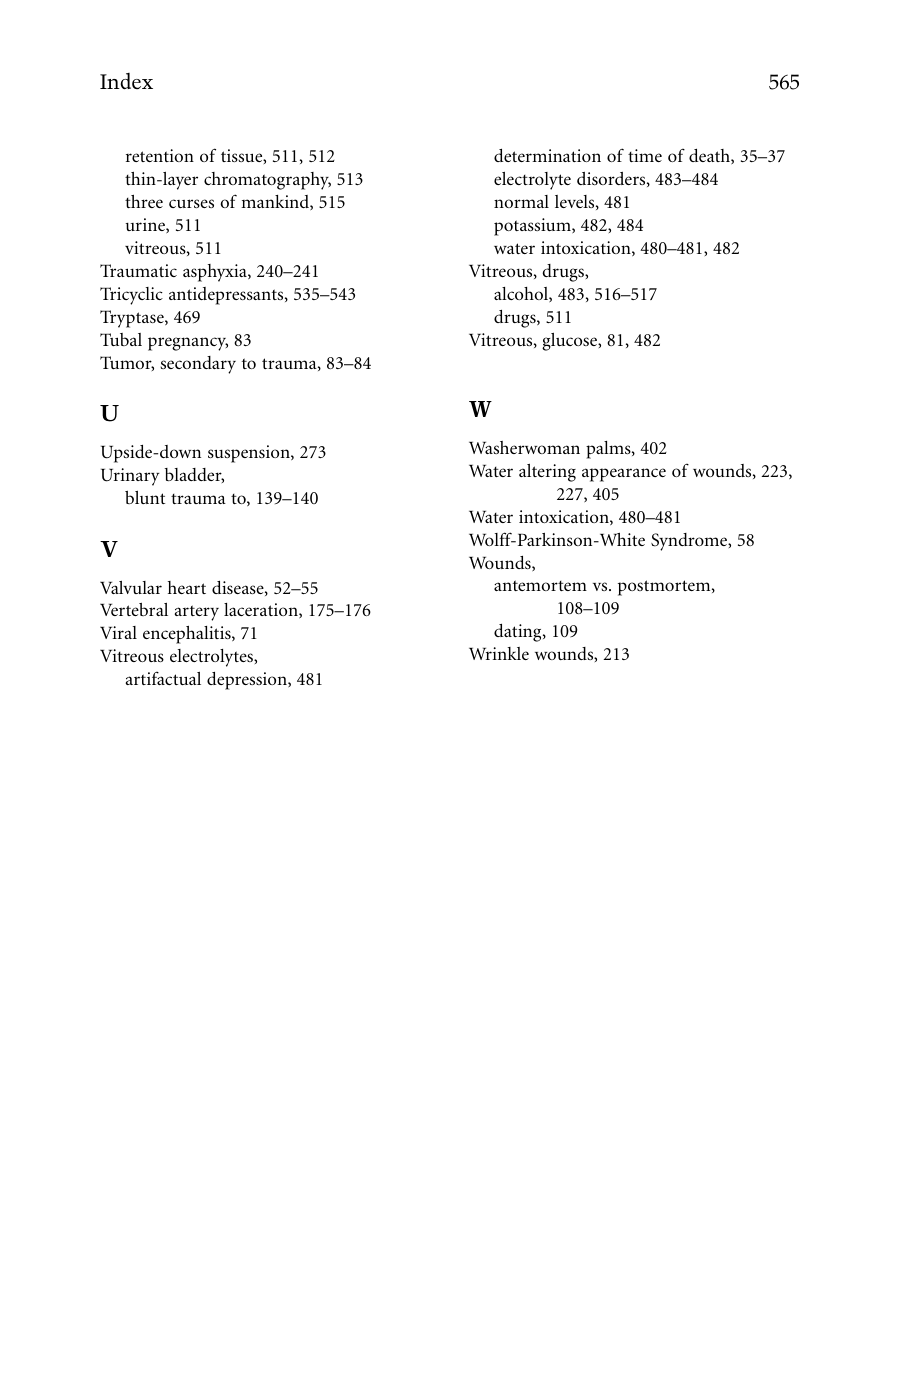 Index
565
retention of tissue, 511, 512
thin-layer chromatography, 513
three curses of mankind, 515
urine, 511
vitreous, 511
Traumatic asphyxia, 240–241
Tricyclic antidepressants, 535–543
Tryptase, 469
Tubal pregnancy, 83
Tumor, secondary to trauma, 83–84
U
Upside-down suspension, 273
Urinary bladder,
blunt trauma to, 139–140
V
Valvular heart disease, 52–55
Vertebral artery laceration, 175–176
Viral encephalitis, 71
Vitreous electrolytes,
artifactual depression, 481
determination of time of death, 35–37
electrolyte disorders, 483–484
normal levels, 481
potassium, 482, 484
water intoxication, 480–481, 482
Vitreous, drugs,
alcohol, 483, 516–517
drugs, 511
Vitreous, glucose, 81, 482
W
Washerwoman palms, 402
Water altering appearance of wounds, 223,
227, 405
Water intoxication, 480–481
Wolff-Parkinson-White Syndrome, 58
Wounds,
antemortem vs. postmortem,
108–109
dating, 109
Wrinkle wounds, 213